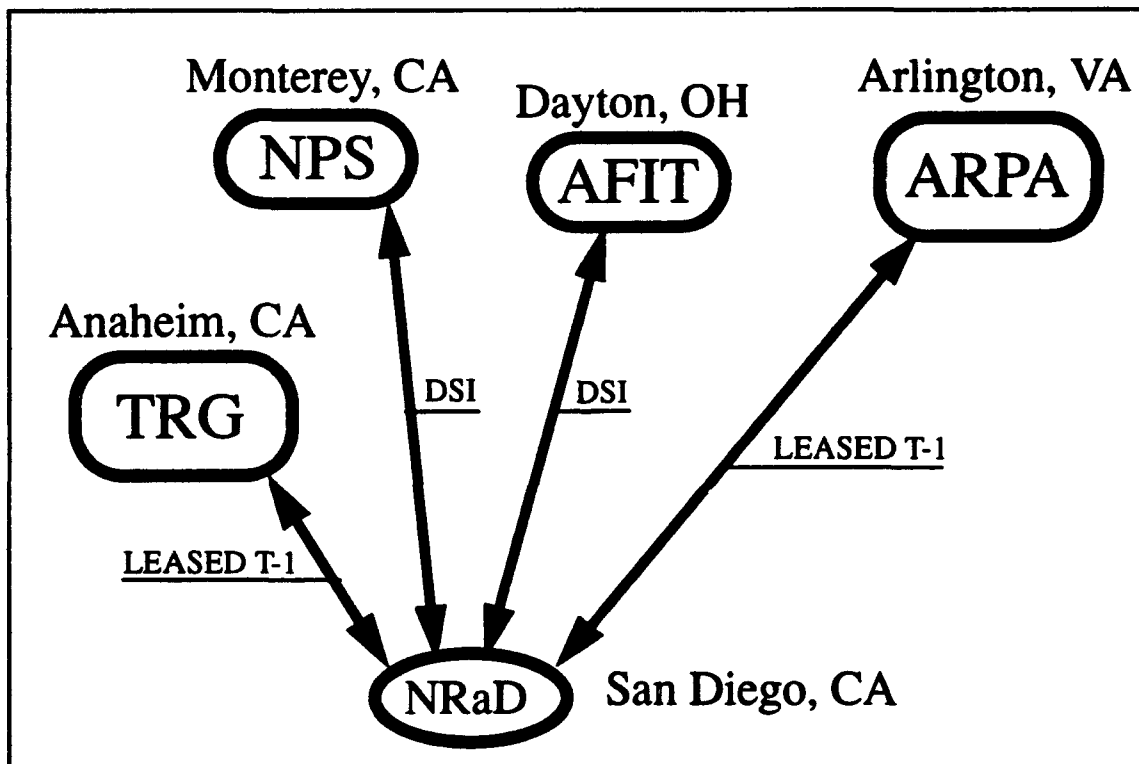 Monterey, CA
NPS
Dayton, OH
AFIT
Arlington, VA
ARPA
Anaheim, CA
TRG
DSI
DSI
LEASED T-1
LEASED T-1
NRaD
San Diego, CA